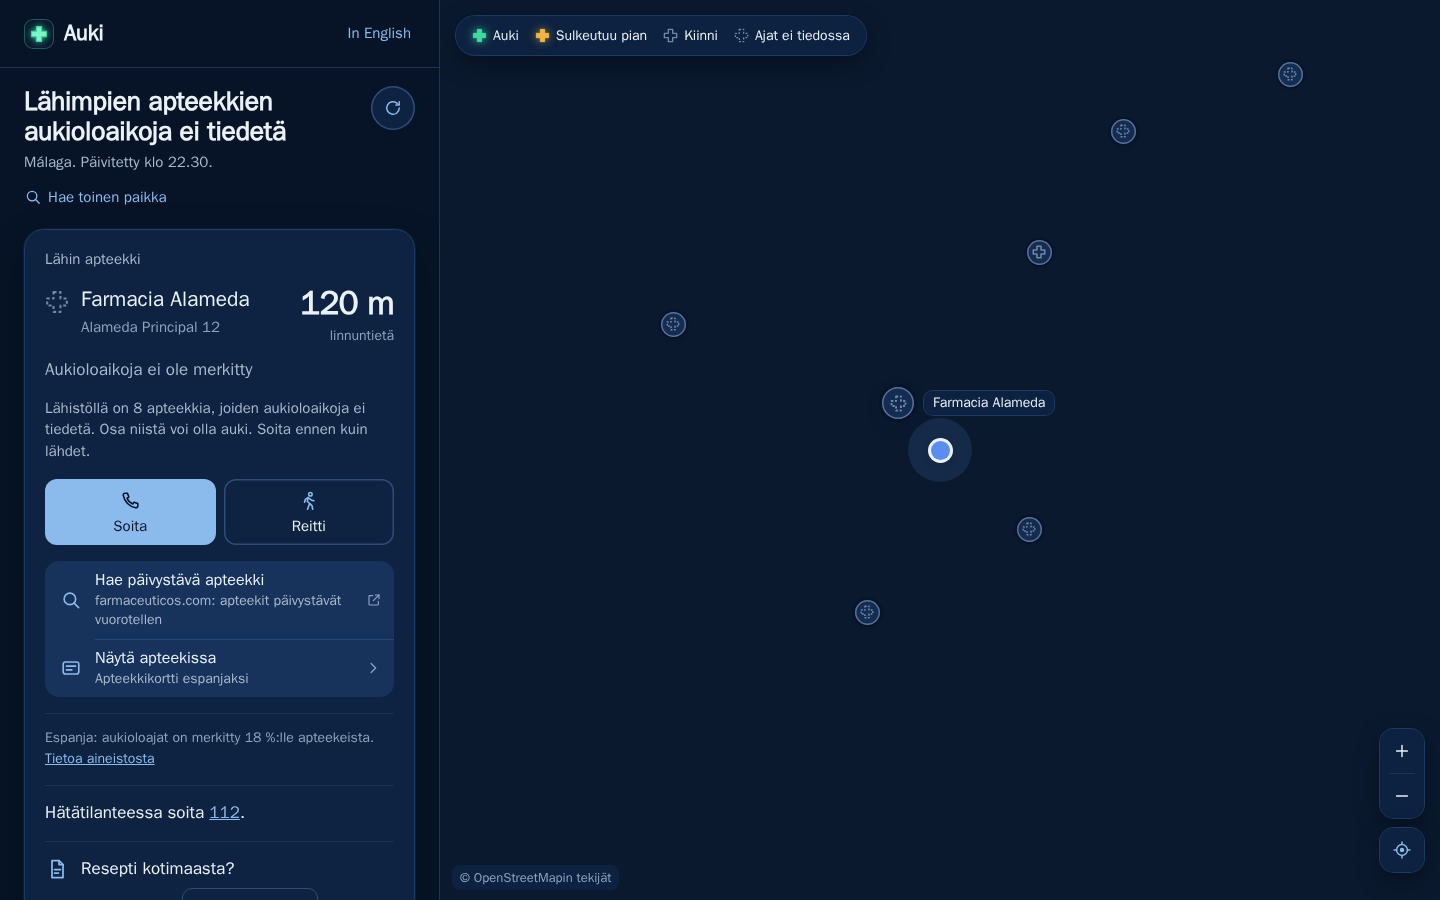 Auki
In English
Lähimpien apteekkien
aukioloaikoja ei tiedetä
Málaga. Päivitetty klo 22.30.
Hae toinen paikka
Lähin apteekki
Farmacia Alameda
120 m
Alameda Principal 12
linnuntietä
Aukioloaikoja ei ole merkitty
Lähistöllä on 8 apteekkia, joiden aukioloaikoja ei
tiedetä. Osa niistä voi olla auki. Soita ennen kuin
lähdet.
Soita
Reitti
Hae päivystävä apteekki
farmaceuticos.com: apteekit päivystävät
vuorotellen
Näytä apteekissa
Apteekkikortti espanjaksi
Espanja: aukioloajat on merkitty 18 %:lle apteekeista.
Tietoa aineistosta
Hätätilanteessa soita 112.
Resepti kotimaasta?
Auki
Sulkeutuu pian
Kiinni
Ajat ei tiedossa
Farmacia Alameda
© OpenStreetMapin tekijät